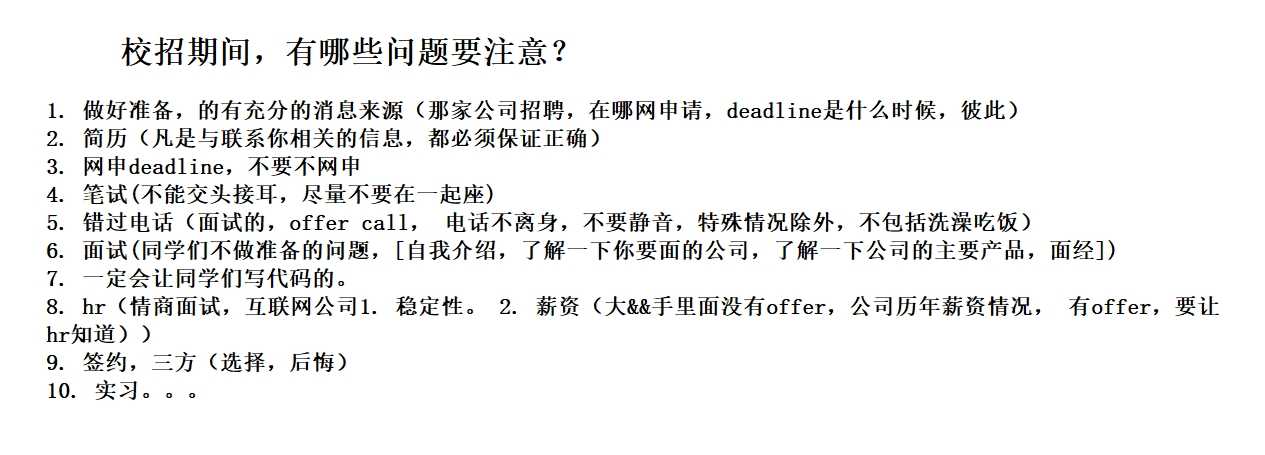 校招期间，有哪些问题要注意？
1. 做好准备，的有充分的消息来源（那家公司招聘，在哪网申请，deadline是什么时候，彼此）
2. 简历（凡是与联系你相关的信息，都必须保证正确）
3. 网申deadline，不要不网申
4. 笔试(不能交头接耳，尽量不要在一起座)
5. 错过电话（面试的，offer call， 电话不离身，不要静音，特殊情况除外，不包括洗澡吃饭）
6. 面试(同学们不做准备的问题，[自我介绍，了解一下你要面的公司，了解一下公司的主要产品，面经])
7. 一定会让同学们写代码的。
8. hr（情商面试，互联网公司1. 稳定性。 2. 薪资（大&&手里面没有offer，公司历年薪资情况， 有offer，要让
hr知道））
9. 签约，三方（选择，后悔）
10. 实习。。。